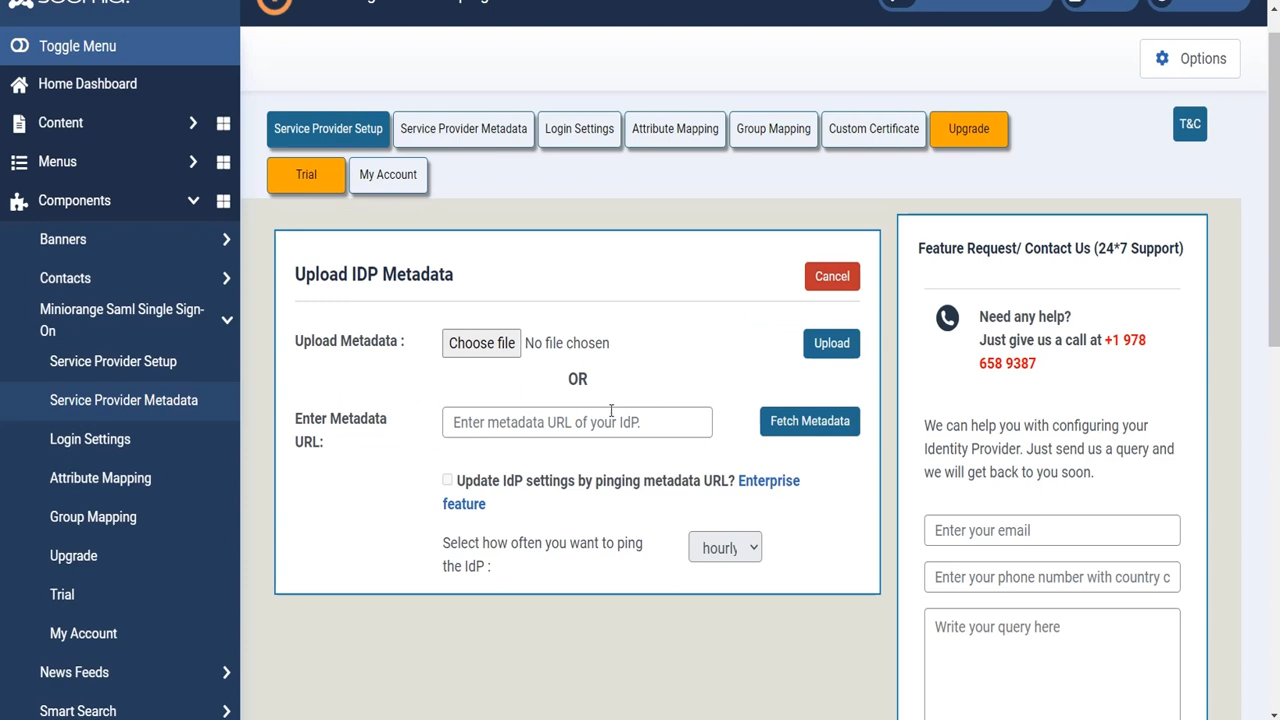 Toggle Menu
Home Dashboard
Content
Menus
Components
Banners
Contacts
Miniorange Saml Single Sign-
On
Service Provider Setup
Service Provider Metadata
Login Settings
Attribute Mapping
Group Mapping
Upgrade
Trial
My Account
News Feeds
Smart Search
Options
Service Provider Setup
Service Provider Metadata
Login Settings
Attribute Mapping
Group Mapping
Custom Certificate
Upgrade
T&C
Trial
My Account
Upload IDP Metadata
Cancel
Upload Metadata :
Choose file No file chosen
Upload
OR
Enter Metadata
URL:
Enter metadata URL of your IdP.
Fetch Metadata
Update IdP settings by pinging metadata URL? Enterprise
feature
Select how often you want to ping
the IdP :
hourly
Feature Request/ Contact Us (24*7 Support)
Need any help?
Just give us a call at +1 978
658 9387
We can help you with configuring your
Identity Provider. Just send us a query and
we will get back to you soon.
Enter your email
Enter your phone number with country c
Write your query here